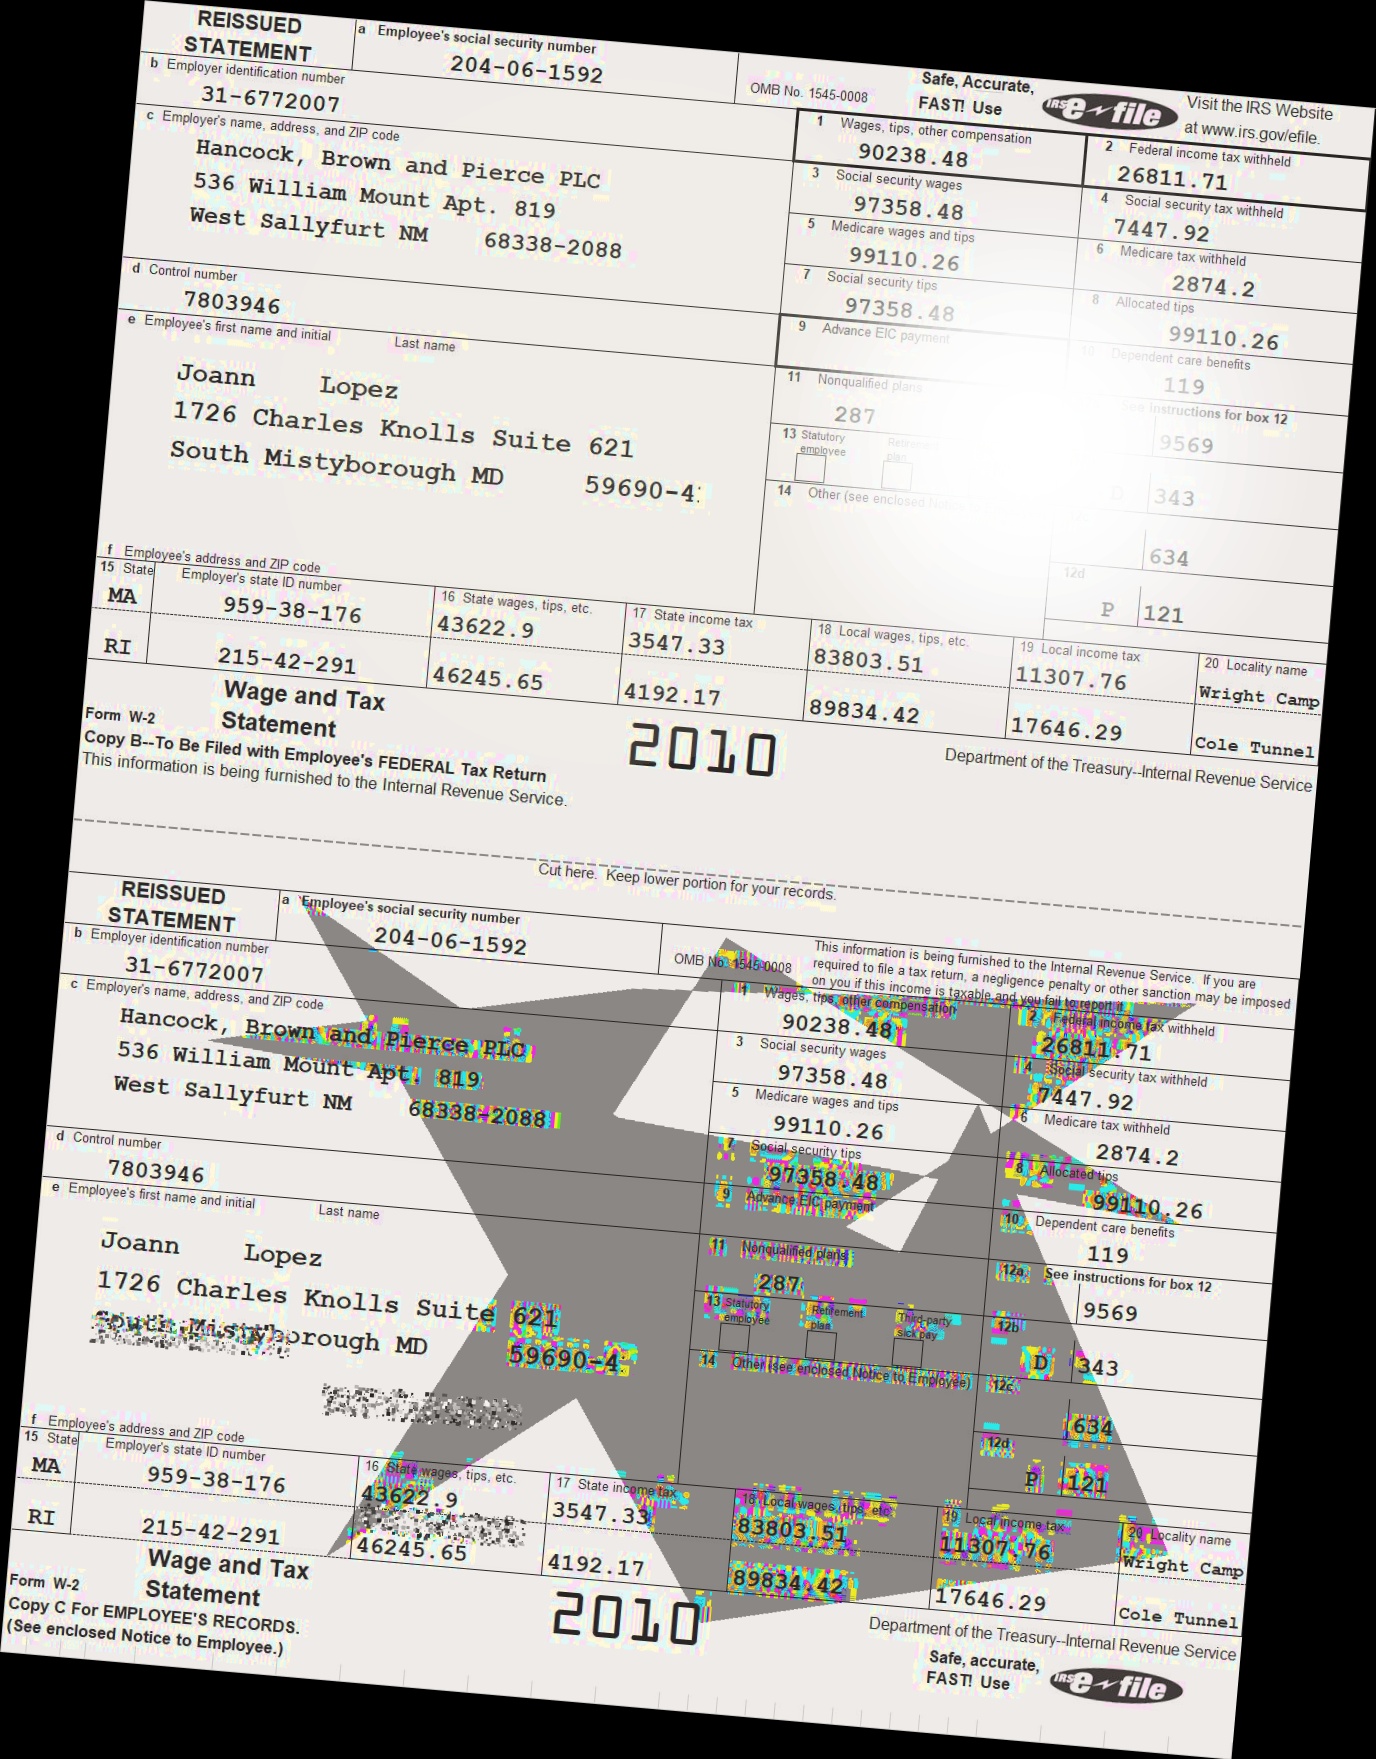 REISSUED STATEMENT
a Employee's social security number
204-06-1592
OMB No. 1545-0008
Safe, Accurate, FAST! Use
IRS e-file
Visit the IRS Website at www.irs.gov/efile.
b Employer identification number
31-6772007
c Employer's name, address, and ZIP code
Hancock, Brown and Pierce PLC
536 William Mount Apt. 819
West Sallyfurt NM 68338-2088
1 Wages, tips, other compensation
90238.48
2 Federal income tax withheld
26811.71
3 Social security wages
97358.48
4 Social security tax withheld
7447.92
5 Medicare wages and tips
99110.26
6 Medicare tax withheld
2874.2
d Control number
7803946
7 Social security tips
97358.48
8 Allocated tips
99110.26
e Employee's first name and initial Last name
Joann Lopez
1726 Charles Knolls Suite 621
South Mistyborough MD 59690-4
9 Advance EIC payment
10 Dependent care benefits
119
11 Nonqualified plans
287
See instructions for box 12
9569
13 Statutory employee Retirement plan
343
14 Other (see enclosed
634
12d
P 121
f Employee's address and ZIP code
15 State Employer's state ID number
16 State wages, tips, etc.
17 State income tax
18 Local wages, tips, etc.
19 Local income tax
20 Locality name
MA 959-38-176 43622.9 3547.33 83803.51 11307.76 Wright Camp
RI 215-42-291 46245.65 4192.17 89834.42 17646.29 Cole Tunnel
Form W-2 Wage and Tax Statement
2010
Department of the Treasury--Internal Revenue Service
Copy B--To Be Filed with Employee's FEDERAL Tax Return
This information is being furnished to the Internal Revenue Service.
Cut here. Keep lower portion for your records.
REISSUED STATEMENT
a Employee's social security number
204-06-1592
OMB No. 1545-0008
This information is being furnished to the Internal Revenue Service. If you are
required to file a tax return, a negligence penalty or other sanction may be imposed
on you if this income is taxable and you fail to report it.
b Employer identification number
31-6772007
c Employer's name, address, and ZIP code
Hancock, Brown and Pierce PLC
536 William Mount Apt. 819
West Sallyfurt NM 68338-2088
1 Wages, tips, other compensation
90238.48
2 Federal income tax withheld
26811.71
3 Social security wages
97358.48
4 Social security tax withheld
7447.92
5 Medicare wages and tips
99110.26
6 Medicare tax withheld
2874.2
d Control number
7803946
7 Social security tips
97358.48
8 Allocated tips
99110.26
e Employee's first name and initial Last name
Joann Lopez
1726 Charles Knolls Suite 621
South Mistyborough MD 59690-4
9 Advance EIC payment
10 Dependent care benefits
119
11 Nonqualified plans
287
12a See instructions for box 12
9569
13 Statutory employee Retirement plan Third-party sick pay
12b
D 343
14 Other (see enclosed Notice to Employee)
12c
634
12d
P 121
f Employee's address and ZIP code
15 State Employer's state ID number
16 State wages, tips, etc.
17 State income tax
18 Local wages, tips, etc.
19 Local income tax
20 Locality name
MA 959-38-176 43622.9 3547.33 83803.51 11307.76 Wright Camp
RI 215-42-291 46245.65 4192.17 89834.42 17646.29 Cole Tunnel
Form W-2 Wage and Tax Statement
2010
Department of the Treasury--Internal Revenue Service
Copy C For EMPLOYEE'S RECORDS.
(See enclosed Notice to Employee.)
Safe, accurate, FAST! Use
IRS e-file